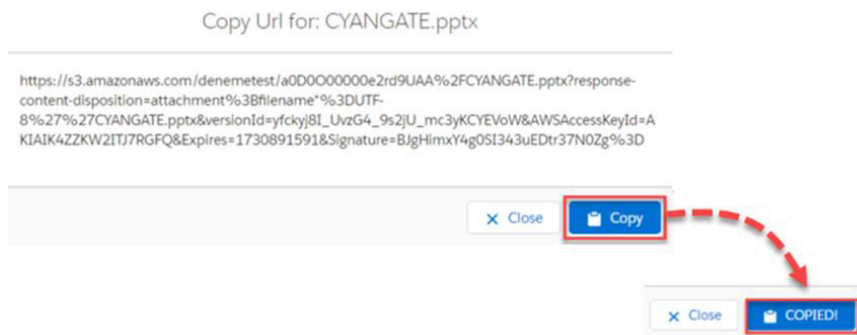 Copy Url for: CYANGATE.pptx
https://s3.amazonaws.com/denemetest/a0D0O00000e2rd9UAA%2FCYANGATE.pptx?response-
content-disposition=attachment%3Bfilename*%3DUTF-
8%27%27CYANGATE.pptx&versionId=yfckyj8I_UvzG4_9s2jU_mc3yKCYEVoW&AWSAccessKeyId=A
KIAIK4ZZKW2ITJ7RGFQ&Expires=1730891591&Signature=BJgHimxY4g0SI343uEDtr37N0Zg%3D
Close Copy
Close COPIED!